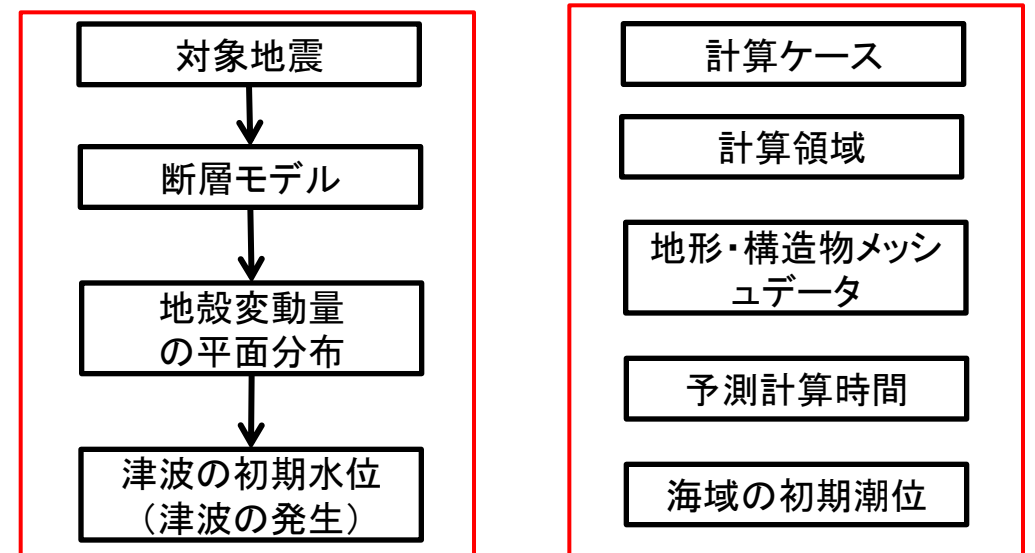 対象地震
断層モデル
地殻変動量
の平面分布
津波の初期水位
(津波の発生)
計算ケース
計算領域
地形・構造物メッシ
ュデータ
予測計算時間
海域の初期潮位